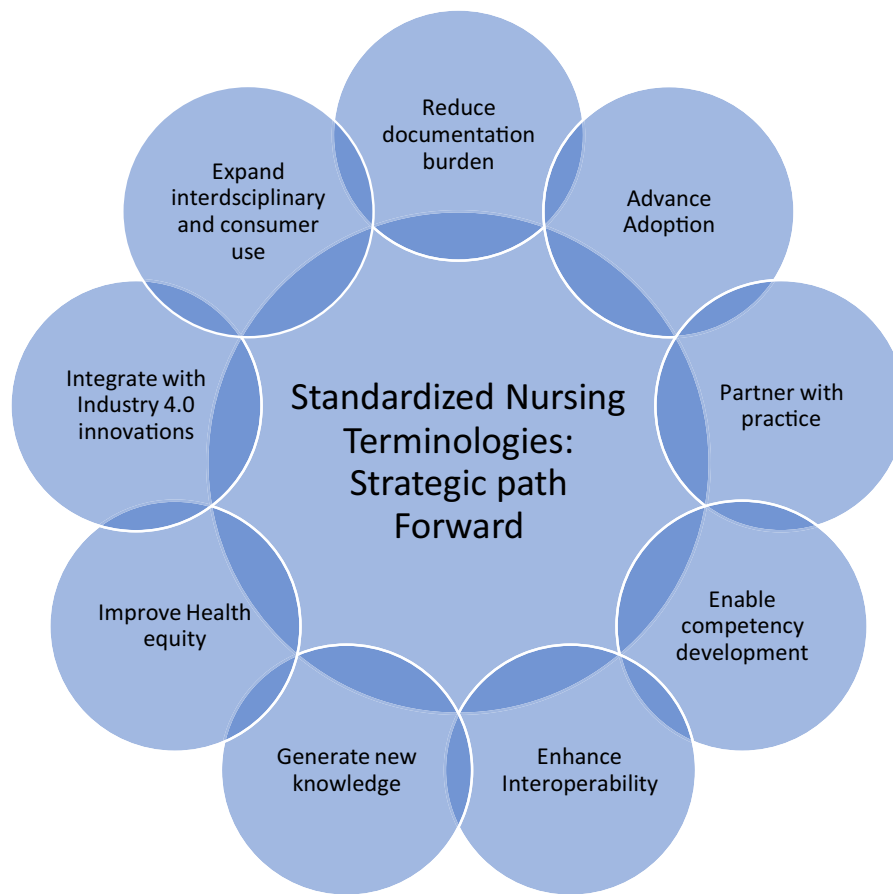 Reduce
documentation
burden
Advance
Adoption
Partner with
practice
Enable
competency
development
Enhance
Interoperability
Generate new
knowledge
Improve Health
equity
Integrate with
Industry 4.0
innovations
Expand
interdsciplinary
and consumer
use
Standardized Nursing
Terminologies:
Strategic path
Forward